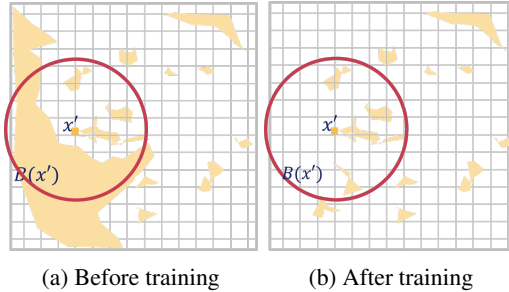 x′
B(x′)
x′
B(x′)
(a) Before training
(b) After training